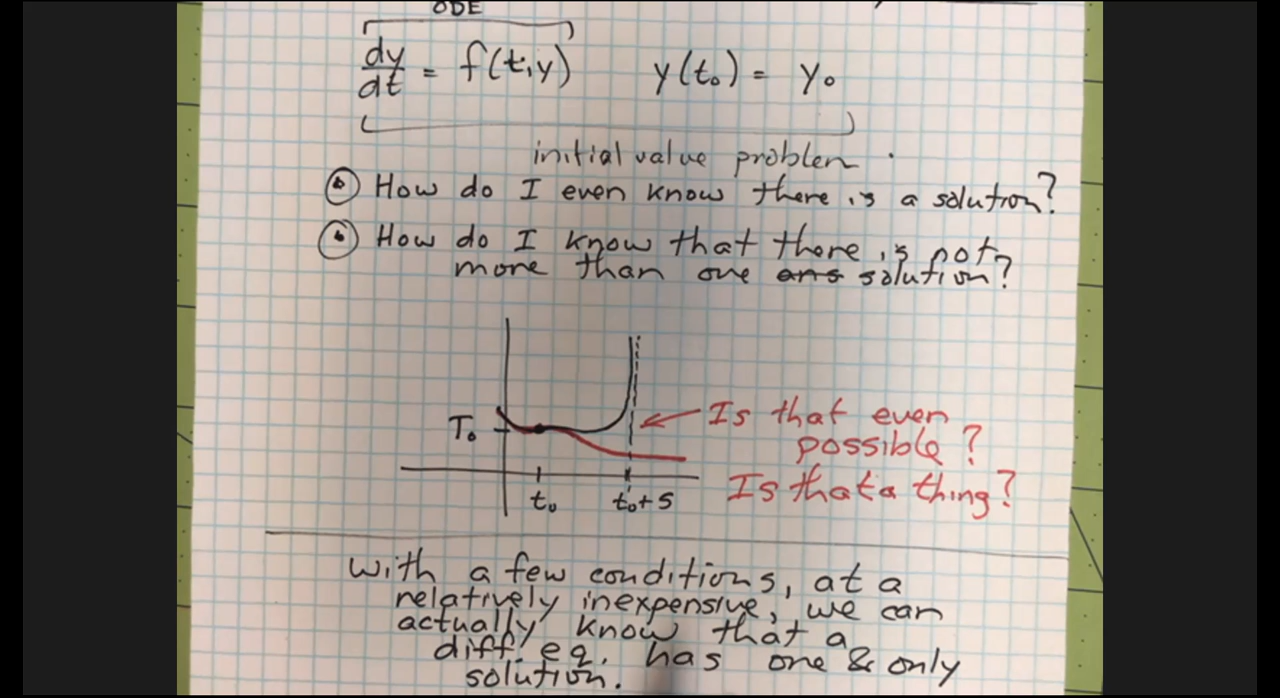 ODE
dy/dt = f(t,y)    y(t₀) = y₀
initial value problem.
How do I even know there is a solution?
How do I know that there is not
more than one ans solution?
T₀
Is that even
possible?
t₀    t₀+5
Is that a thing?
with a few conditions, at a
relatively inexpensive, we can
actually know that a
diff. eq. has one & only
solution.